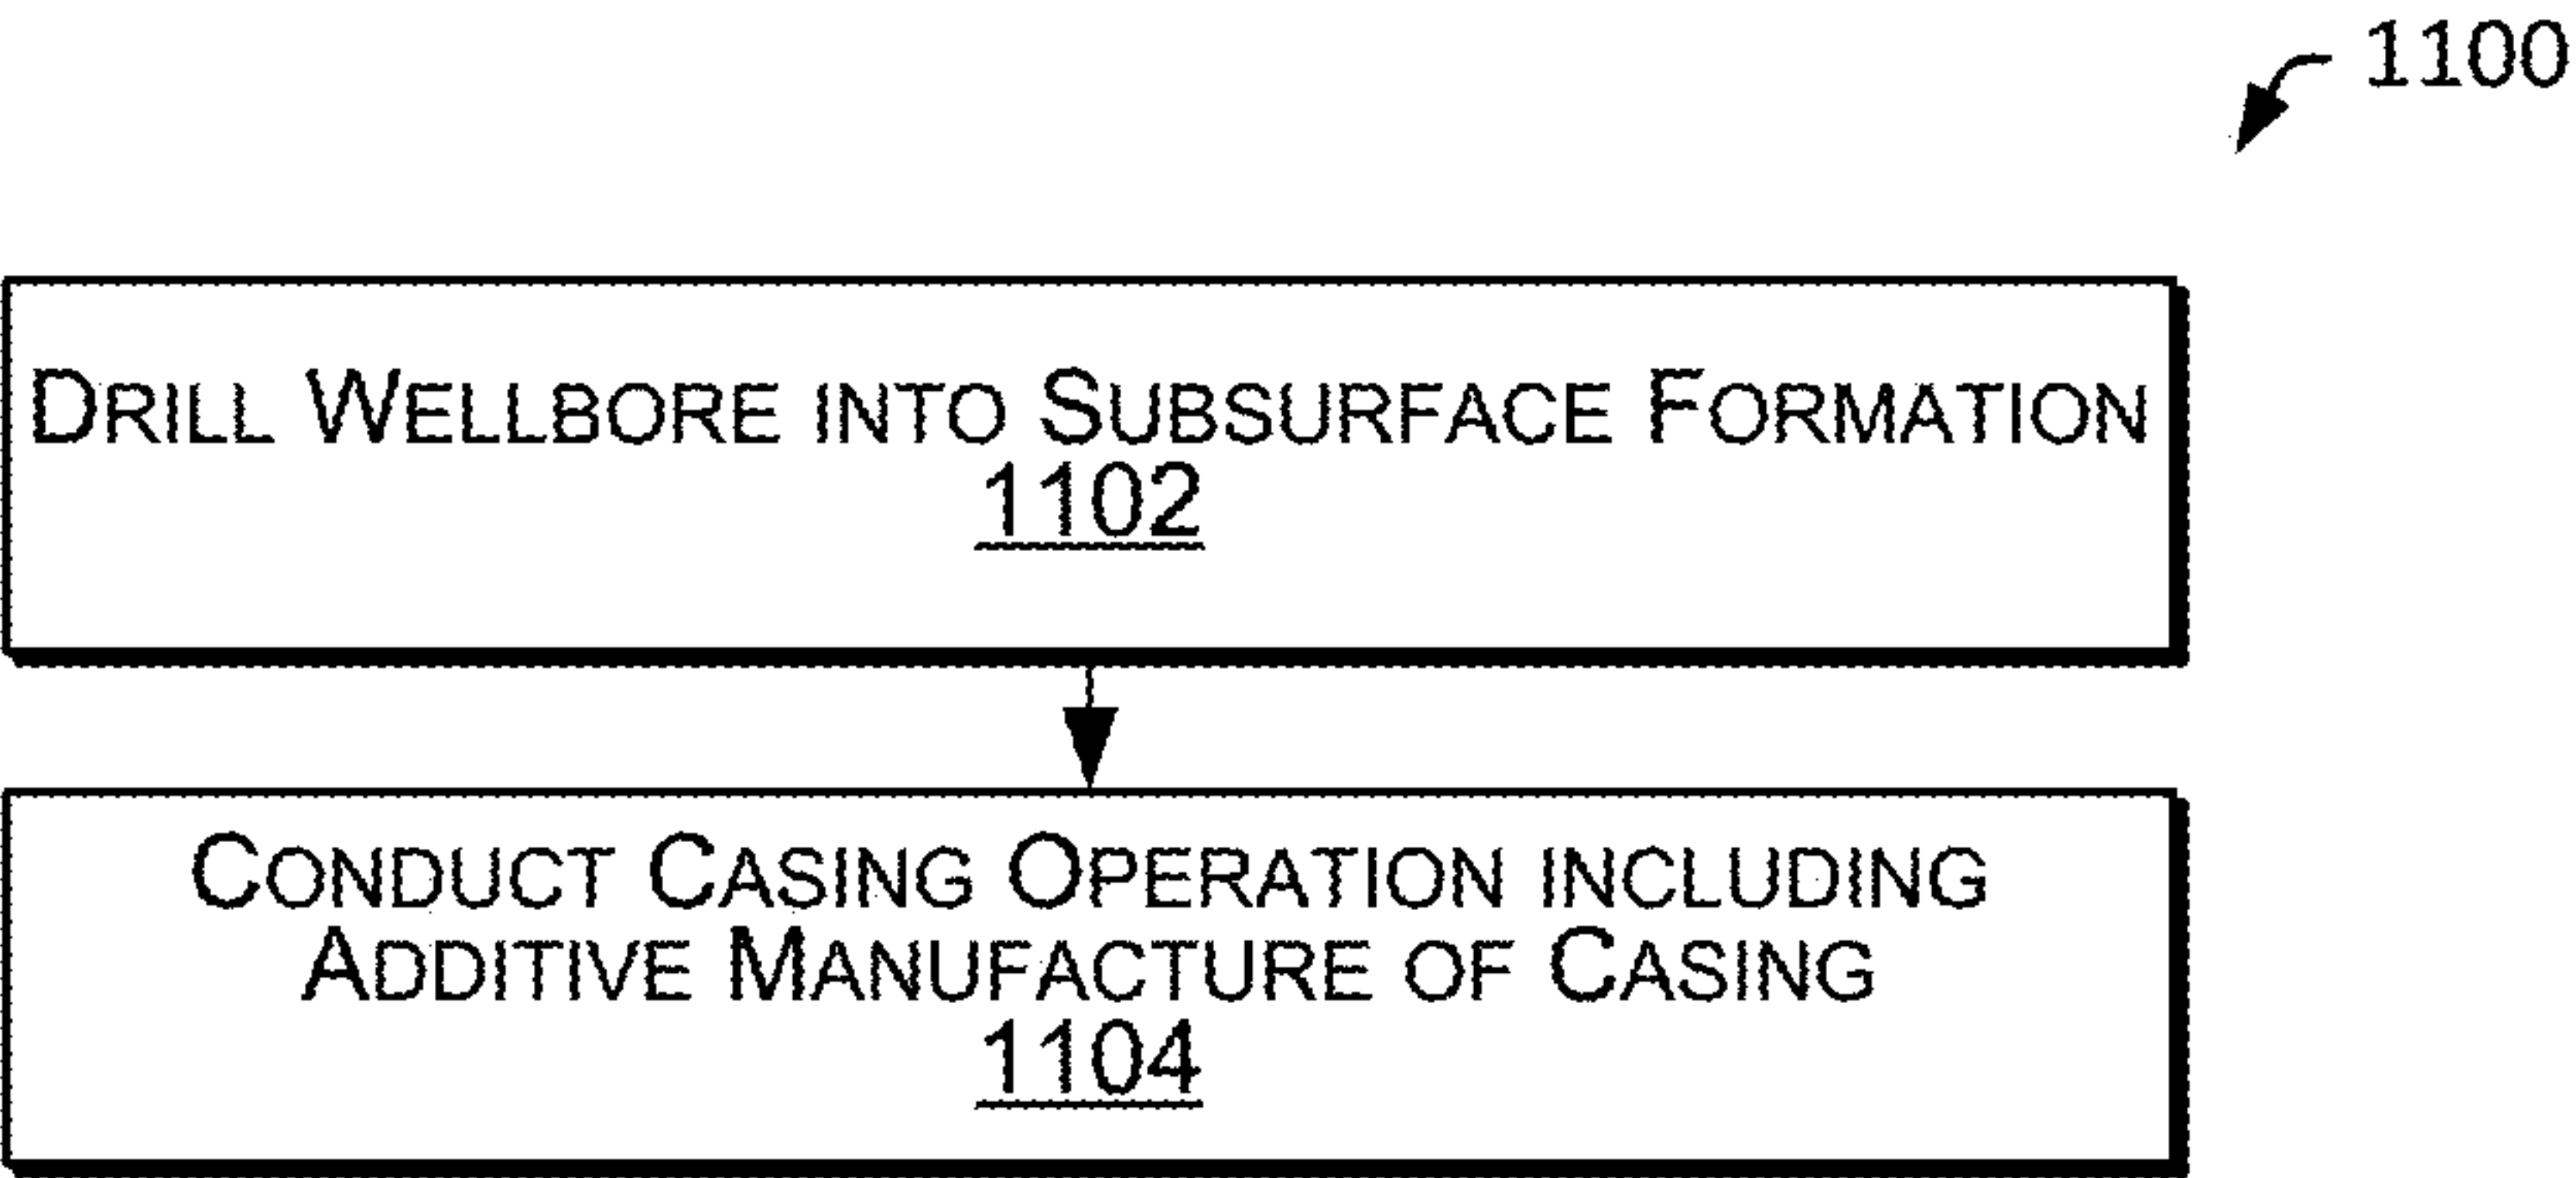 1100
DRILL WELLBORE INTO SUBSURFACE FORMATION
1102
CONDUCT CASING OPERATION INCLUDING
ADDITIVE MANUFACTURE OF CASING
1104